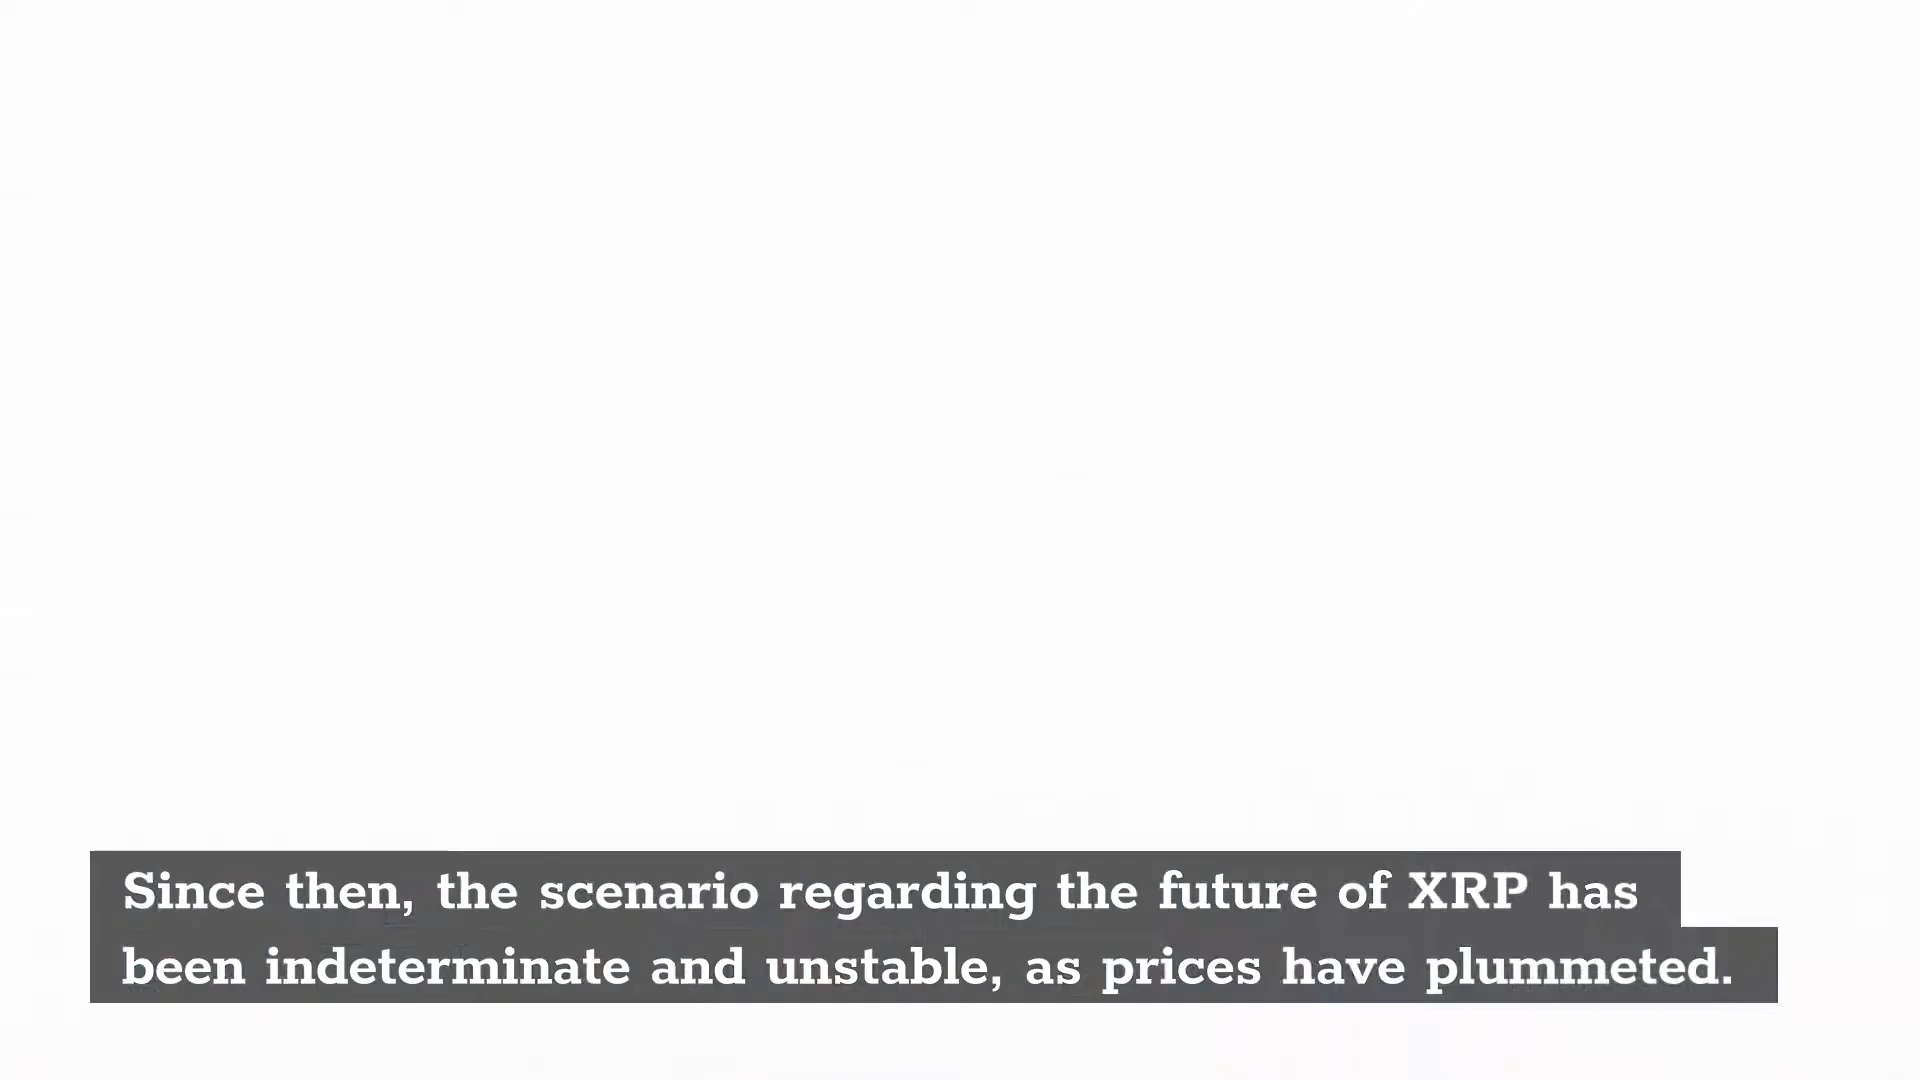 Since then, the scenario regarding the future of XRP has
been indeterminate and unstable, as prices have plummeted.